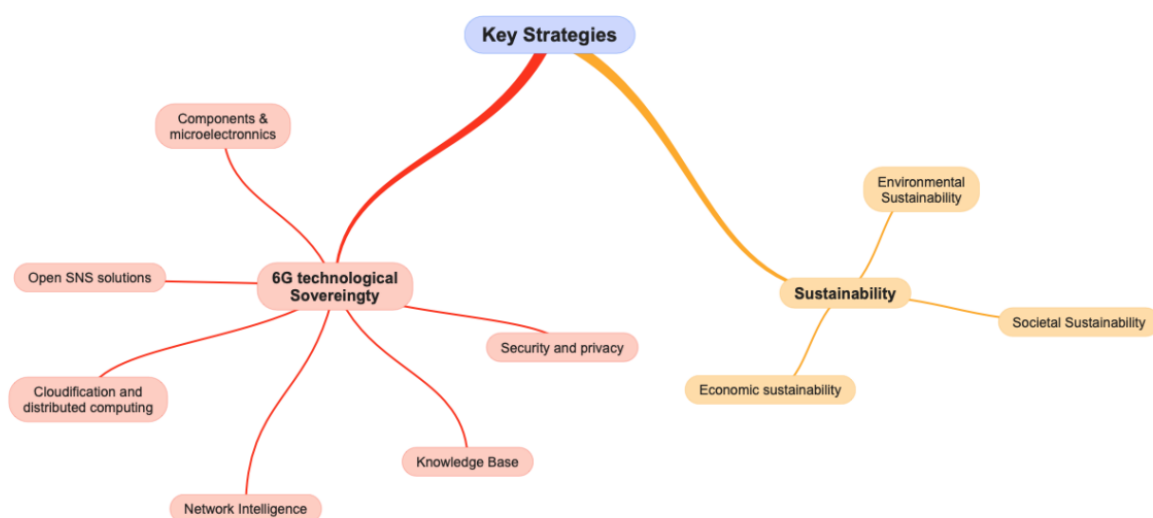 Key Strategies
Components &
microelectronnics
Open SNS solutions
6G technological
Sovereingty
Security and privacy
Cloudification and
distributed computing
Knowledge Base
Network Intelligence
Environmental
Sustainability
Sustainability
Societal Sustainability
Economic sustainability